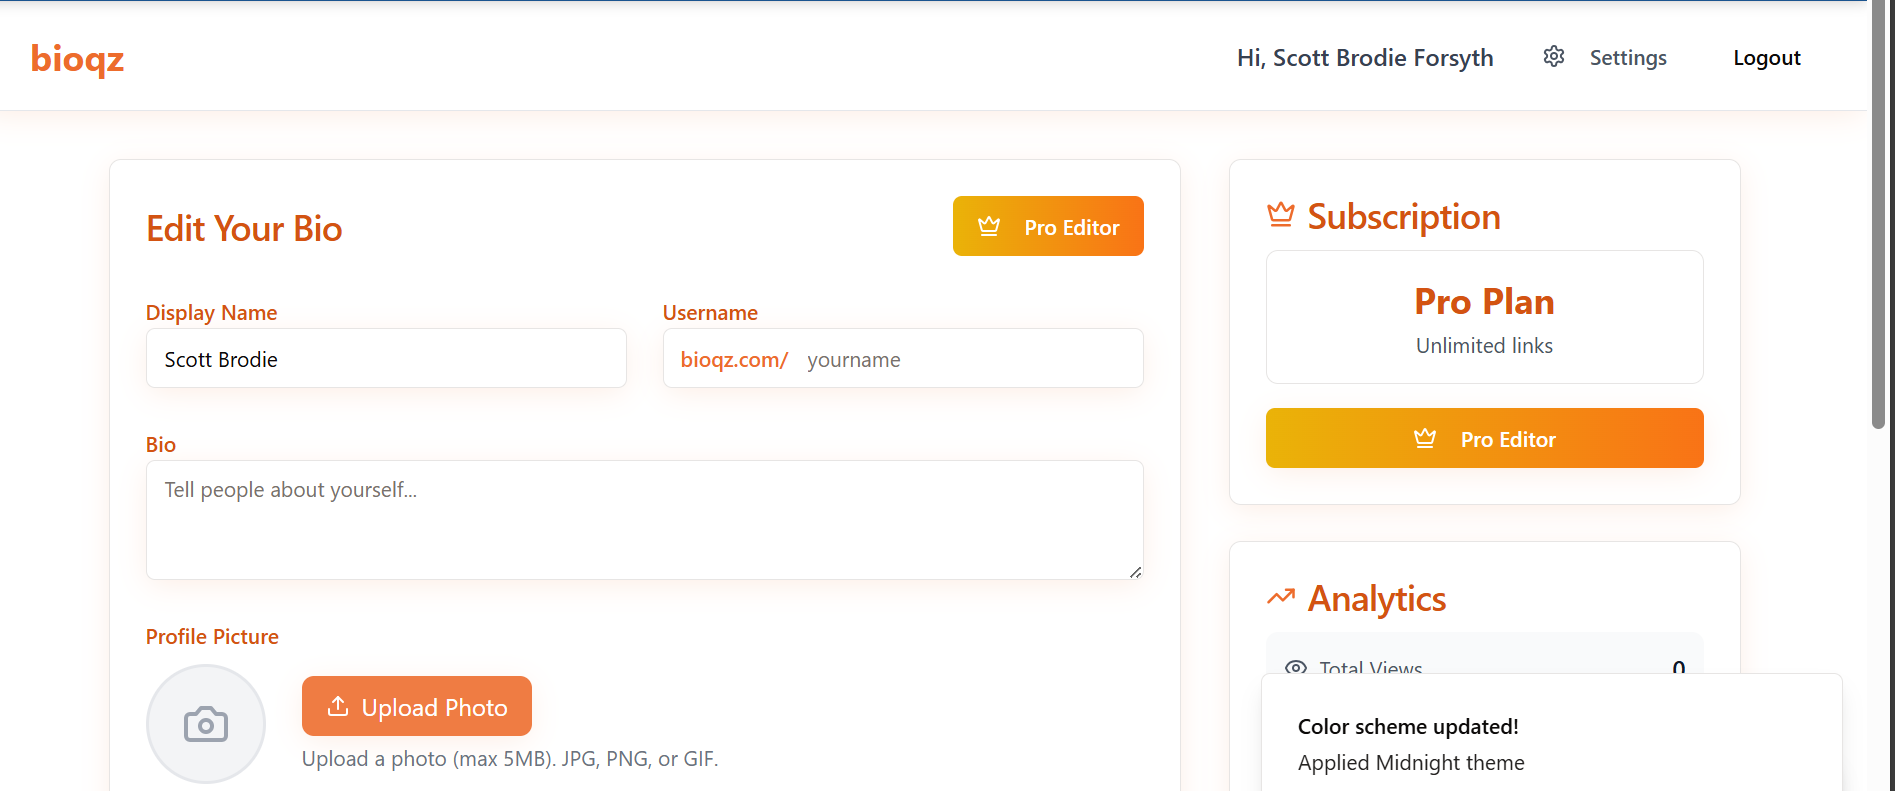 bioqz
Hi, Scott Brodie Forsyth
Settings
Logout
Edit Your Bio
Pro Editor
Display Name
Scott Brodie
Username
bioqz.com/ yourname
Bio
Tell people about yourself...
Profile Picture
Upload Photo
Upload a photo (max 5MB). JPG, PNG, or GIF.
Subscription
Pro Plan
Unlimited links
Pro Editor
Analytics
Total Views 0
Color scheme updated!
Applied Midnight theme